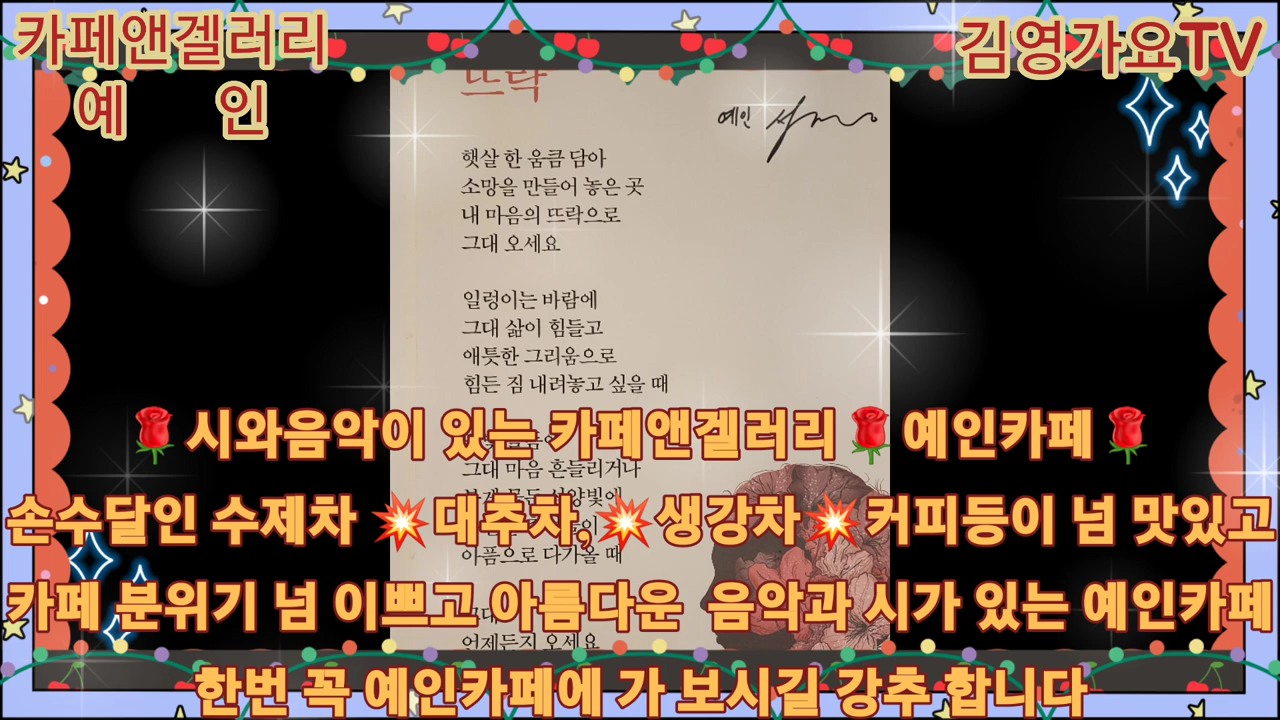 카페앤겔러리
예 인
김영가요TV
뜨락
예인
햇살 한 움큼 담아
소망을 만들어 놓은 곳
내 마음의 뜨락으로
그대 오세요
일렁이는 바람에
그대 삶이 힘들고
애틋한 그리움으로
힘든 짐 내려놓고 싶을 때
🌹시와음악이 있는 카페앤겔러리🌹예인카페🌹
그대 마음 흔들리거나
손수달인 수제차 💥대추차,💥생강차💥커피등이 넘 맛있고
아픔으로 다가올 때
카페 분위기 넘 이쁘고 아름다운 음악과 시가 있는 예인카페
언제든지 오세요
한번 꼭 예인카페에 가 보시길 강추 합니다